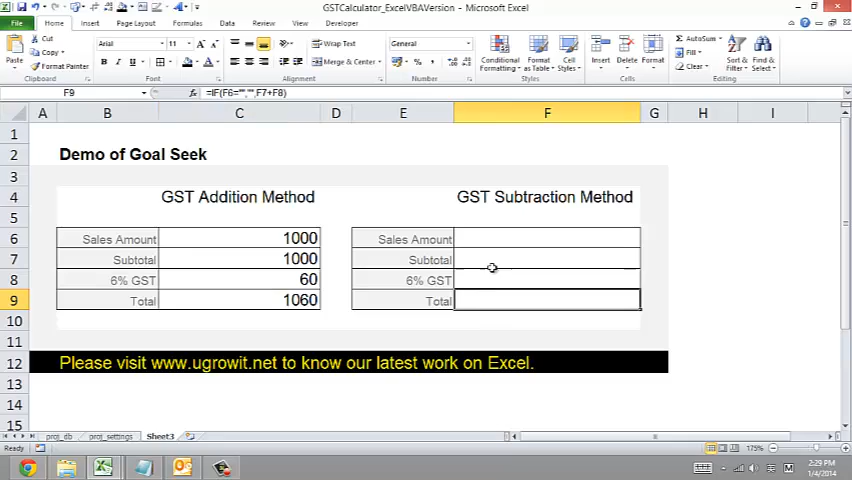 GSTCalculator_ExcelVBAVersion - Microsoft Excel
File Home Insert Page Layout Formulas Data Review View Developer
Cut
Copy
Format Painter
Paste
Clipboard
Arial 11
Font
Wrap Text
Merge & Center
Alignment
General
Number
Conditional Formatting
Format as Table
Cell Styles
Styles
Insert Delete Format
Cells
AutoSum
Fill
Clear
Sort & Filter
Find & Select
Editing
F9 fx =IF(F6="","",F7+F8)
A B C D E F G H I
1
2 Demo of Goal Seek
3
4 GST Addition Method GST Subtraction Method
5
6 Sales Amount 1000 Sales Amount
7 Subtotal 1000 Subtotal
8 6% GST 60 6% GST
9 Total 1060 Total
10
11
12 Please visit www.ugrowit.net to know our latest work on Excel.
13
14
15
proj_db proj_settings Sheet3
Ready 175%
2:29 PM
1/4/2014